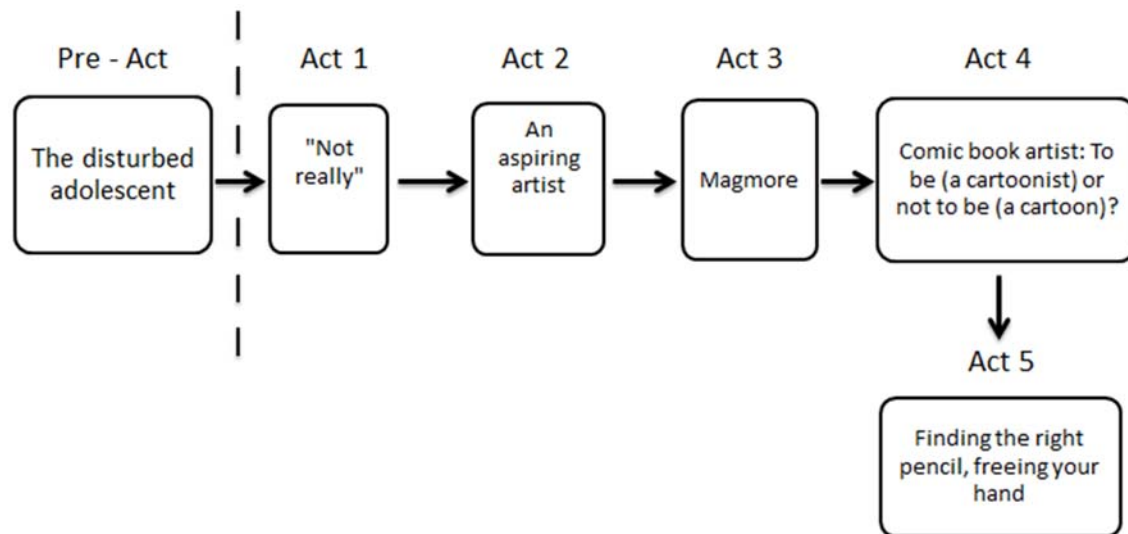 Pre - Act
Act 1
Act 2
Act 3
Act 4
The disturbed
adolescent
"Not
really"
An
aspiring
artist
Magmore
Comic book artist: To
be (a cartoonist) or
not to be (a cartoon)?
Act 5
Finding the right
pencil, freeing your
hand